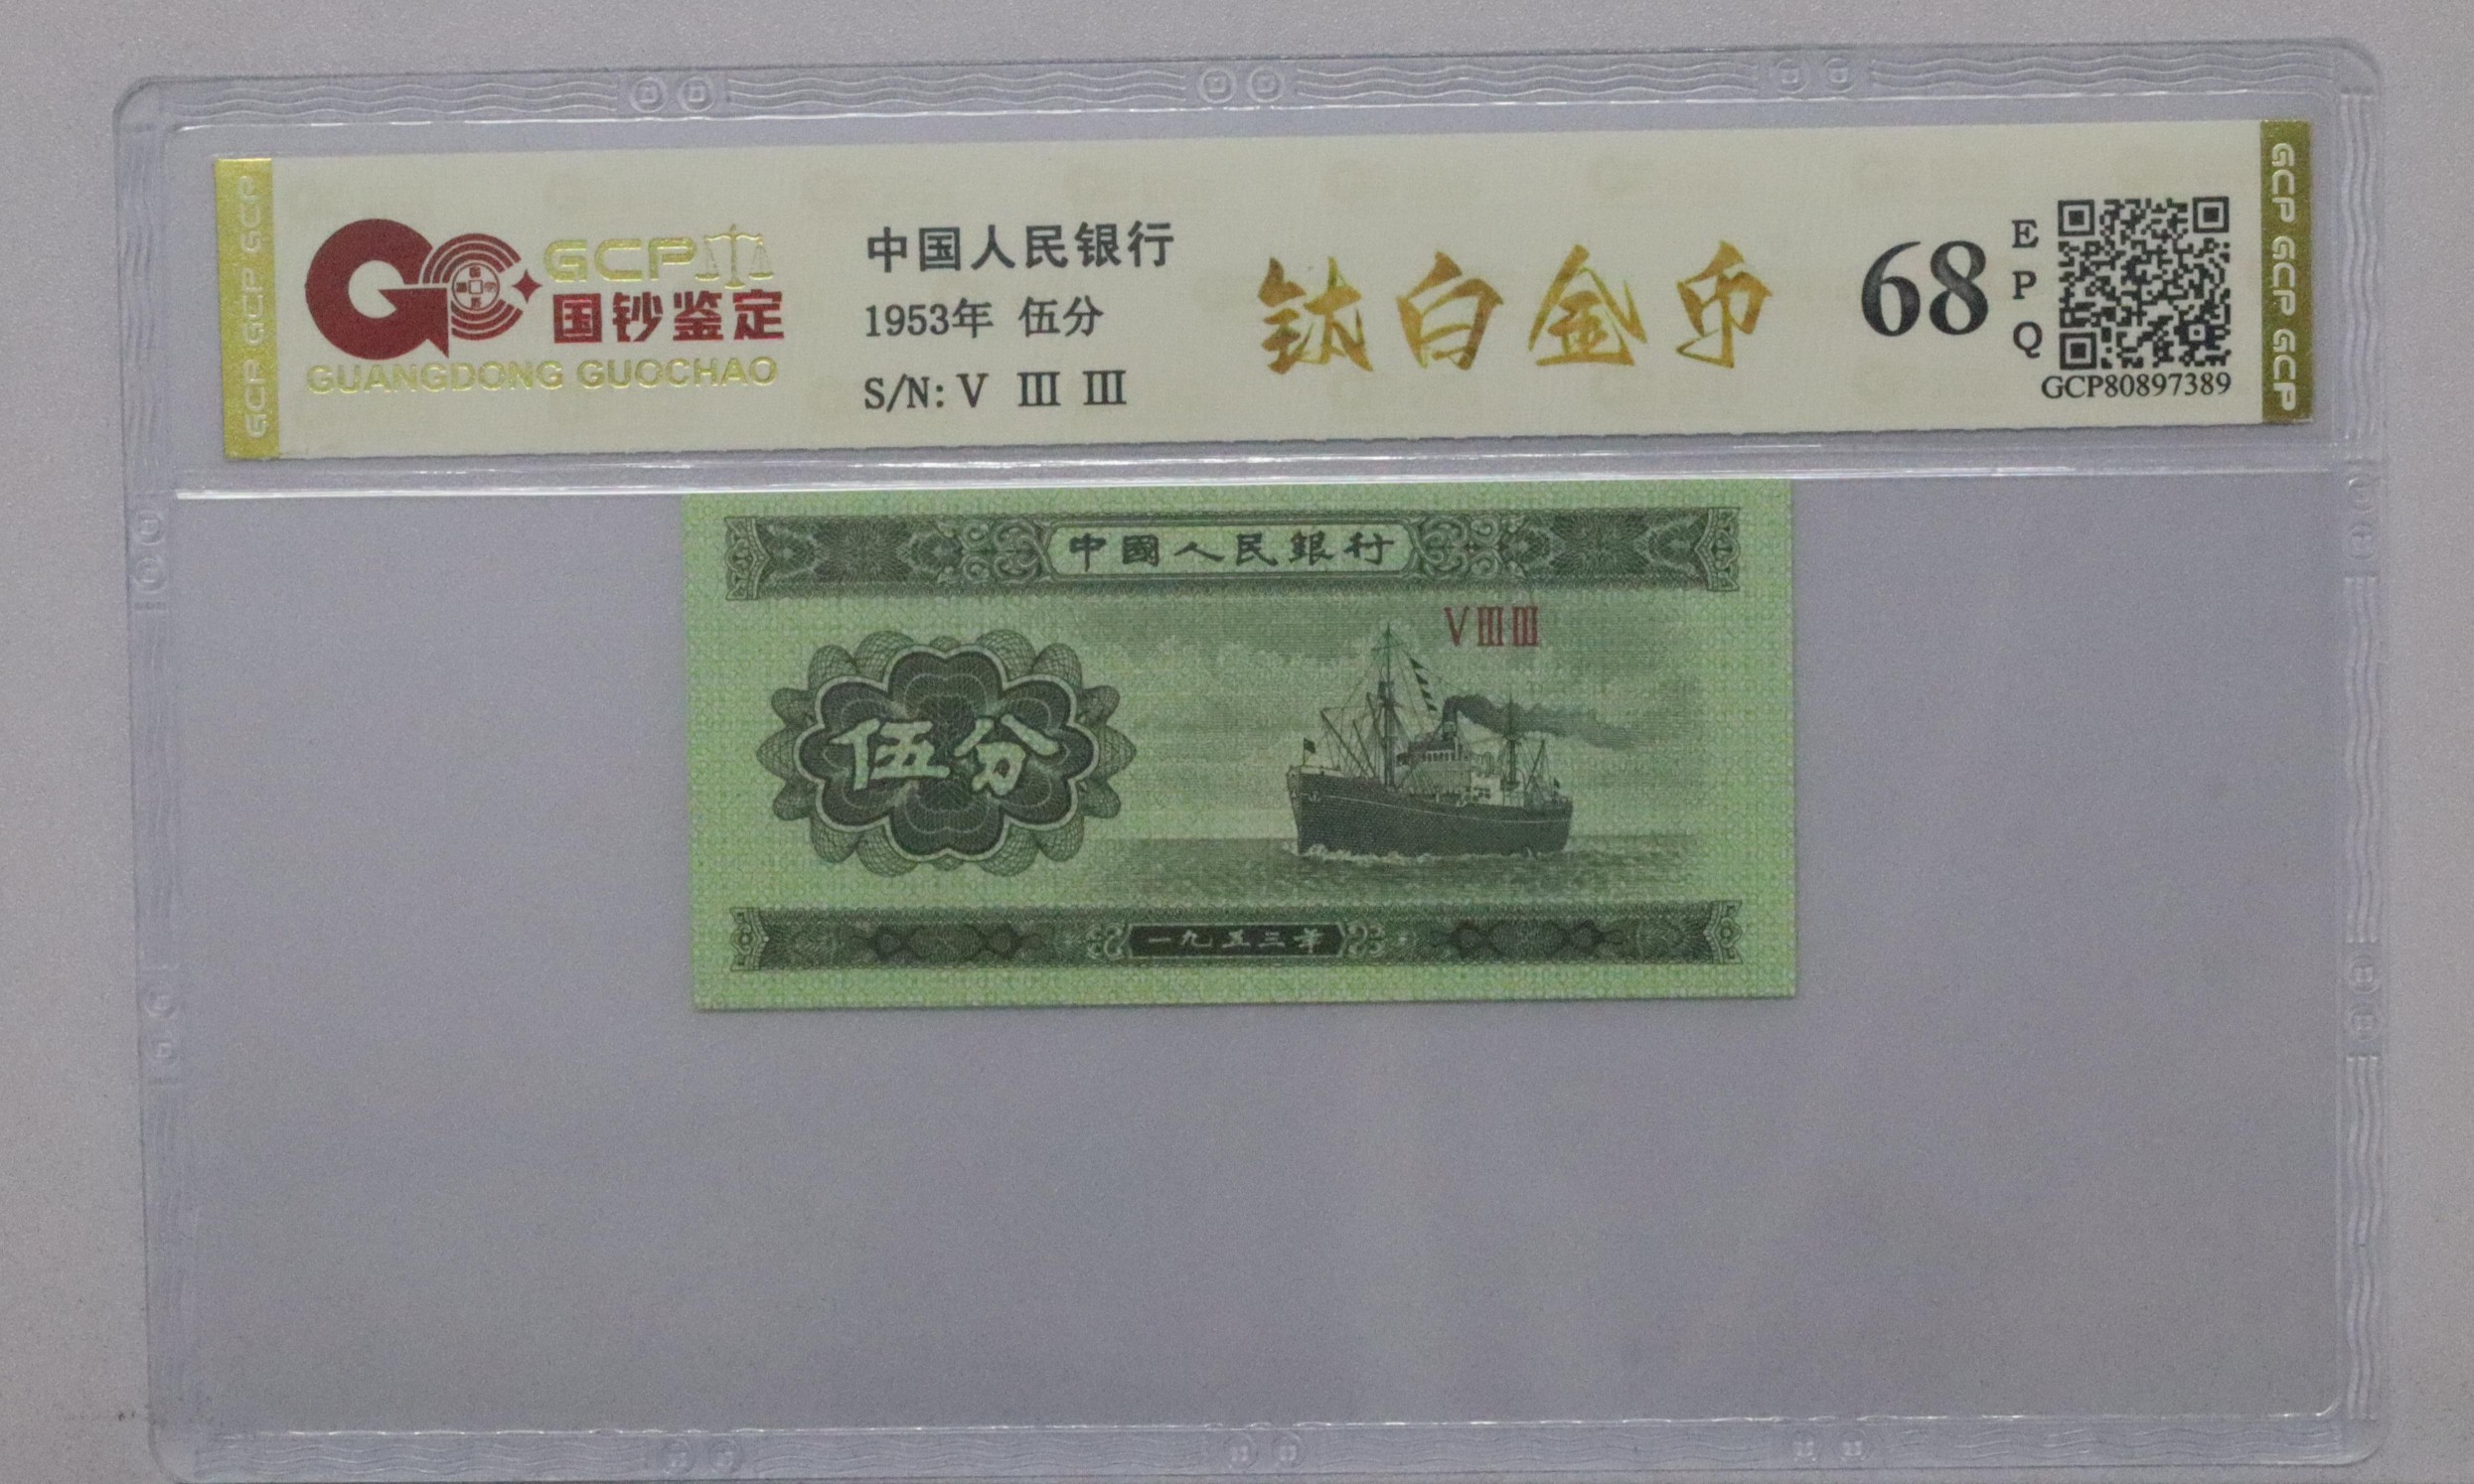 GCP
国钞鉴定
GUANGDONG GUOCHAO
中国人民银行
1953年 伍分
S/N: V III III
钛白金币
68
EPQ
GCP80897389
GCP GCP GCP
GCP GCP GCP
中國人民銀行
V III III
伍分
一九五三年